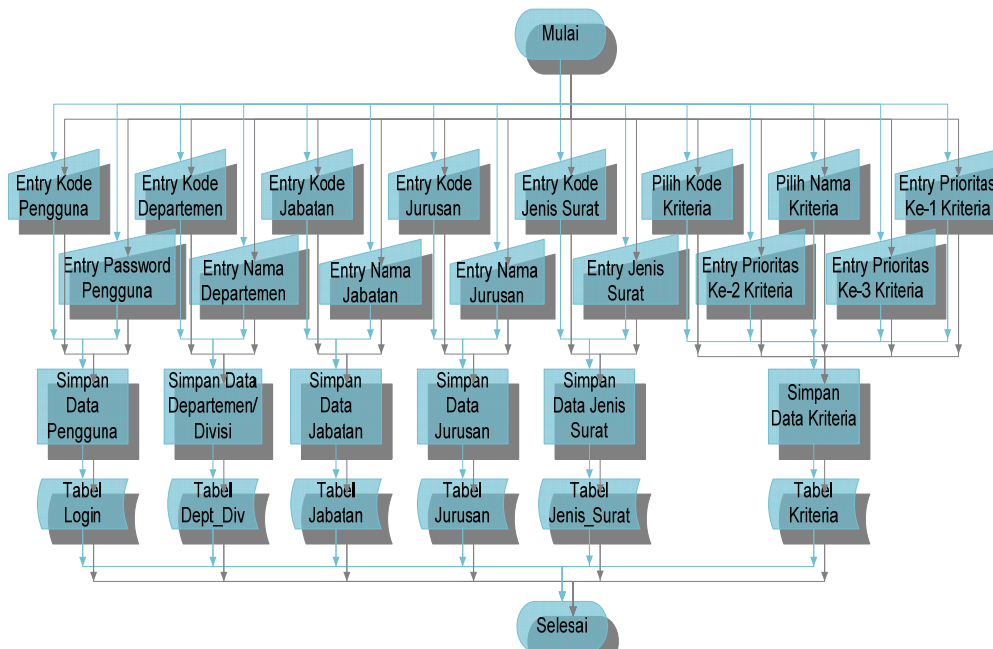 Mulai
Entry Kode
Pengguna
Entry Kode
Departemen
Entry Kode
Jabatan
Entry Kode
Jurusan
Entry Kode
Jenis Surat
Pilih Kode
Kriteria
Pilih Nama
Kriteria
Entry Prioritas
Ke-1 Kriteria
Entry Password
Pengguna
Entry Nama
Departemen
Entry Nama
Jabatan
Entry Nama
Jurusan
Entry Jenis
Surat
Entry Prioritas
Ke-2 Kriteria
Entry Prioritas
Ke-3 Kriteria
Simpan
Data
Pengguna
Simpan Data
Departemen/
Divisi
Simpan
Data
Jabatan
Simpan
Data
Jurusan
Simpan
Data Jenis
Surat
Simpan
Data Kriteria
Tabel
Login
Tabel
Dept_Div
Tabel
Jabatan
Tabel
Jurusan
Tabel
Jenis_Surat
Tabel
Kriteria
Selesai